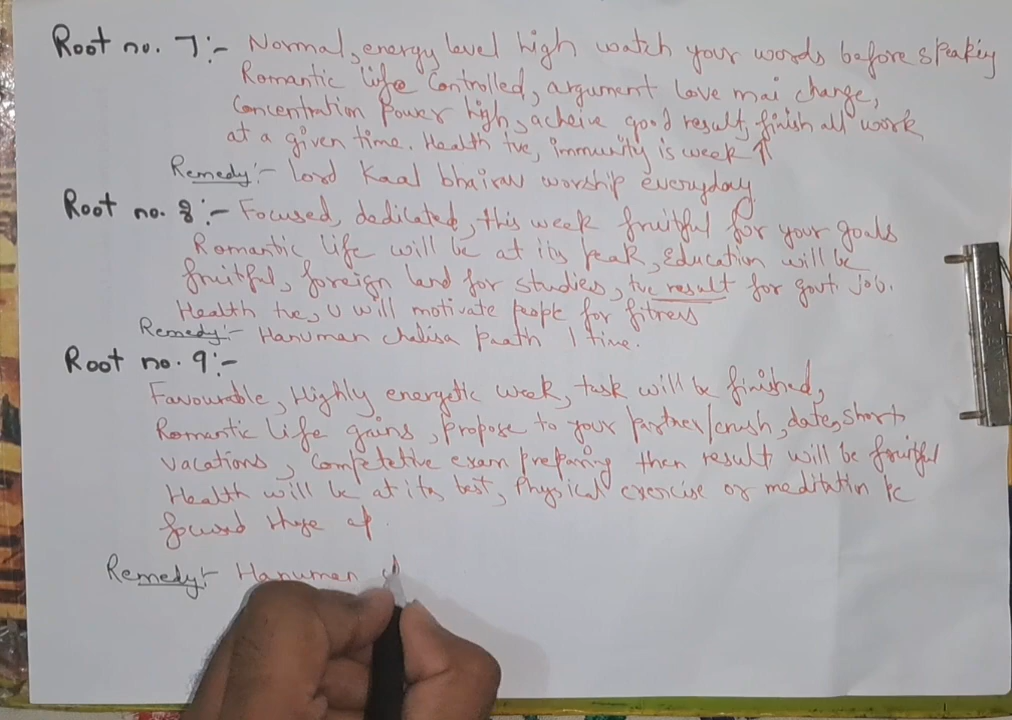 Root no. 7:- Normal, energy level high watch your words before speaking
Romantic life controlled, argument love mai change,
Concentration power high, acheive good result, finish all work
at a given time. Health +ve, immunity is week ↑
Remedy:- Lord Kaal bhairav worship everyday.
Root no. 8:- Focused, dedicated, this week fruitful for your goals
Romantic life will be at its peak, Education will be
fruitful, foreign land for studies, +ve result for govt. job.
Health +ve, U will motivate people for fitness
Remedy:- Hanuman chalisa paath 1 time.
Root no. 9:-
Favourable, Highly energetic week, task will be finished,
Romantic life gains, propose to your partner/crush, date, short
vacations, Competetive exam preparing then result will be fruitful
Health will be at its best, Physical exercise or meditation pe
focused hoge ap.
Remedy:- Hanuman